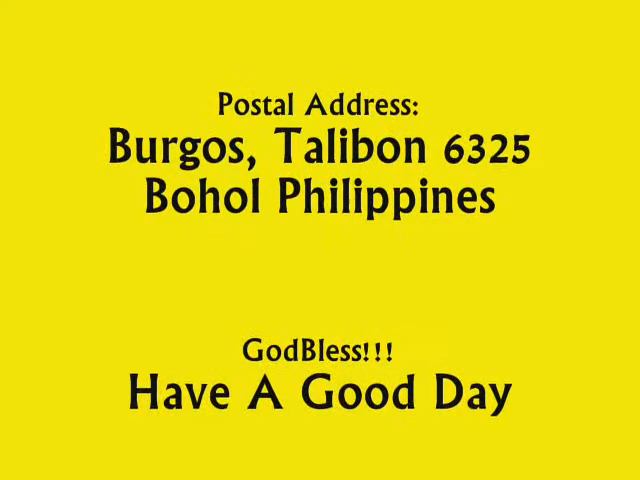 Postal Address:
Burgos, Talibon 6325
Bohol Philippines
GodBless!!!
Have A Good Day